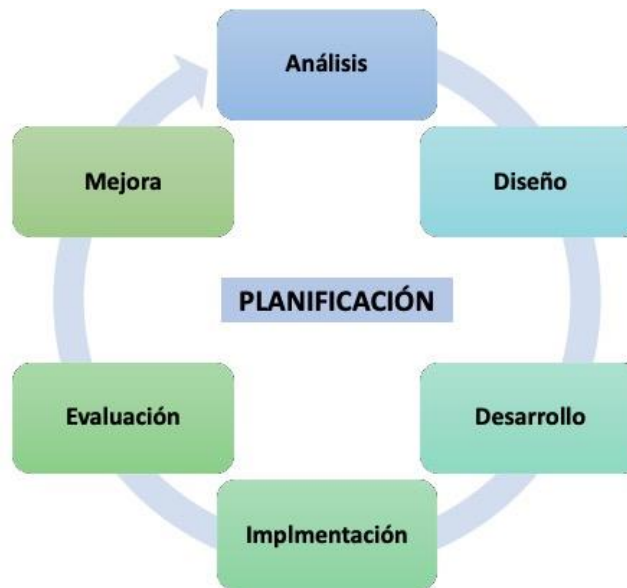 Análisis
Diseño
Desarrollo
Implmentación
Evaluación
Mejora
PLANIFICACIÓN